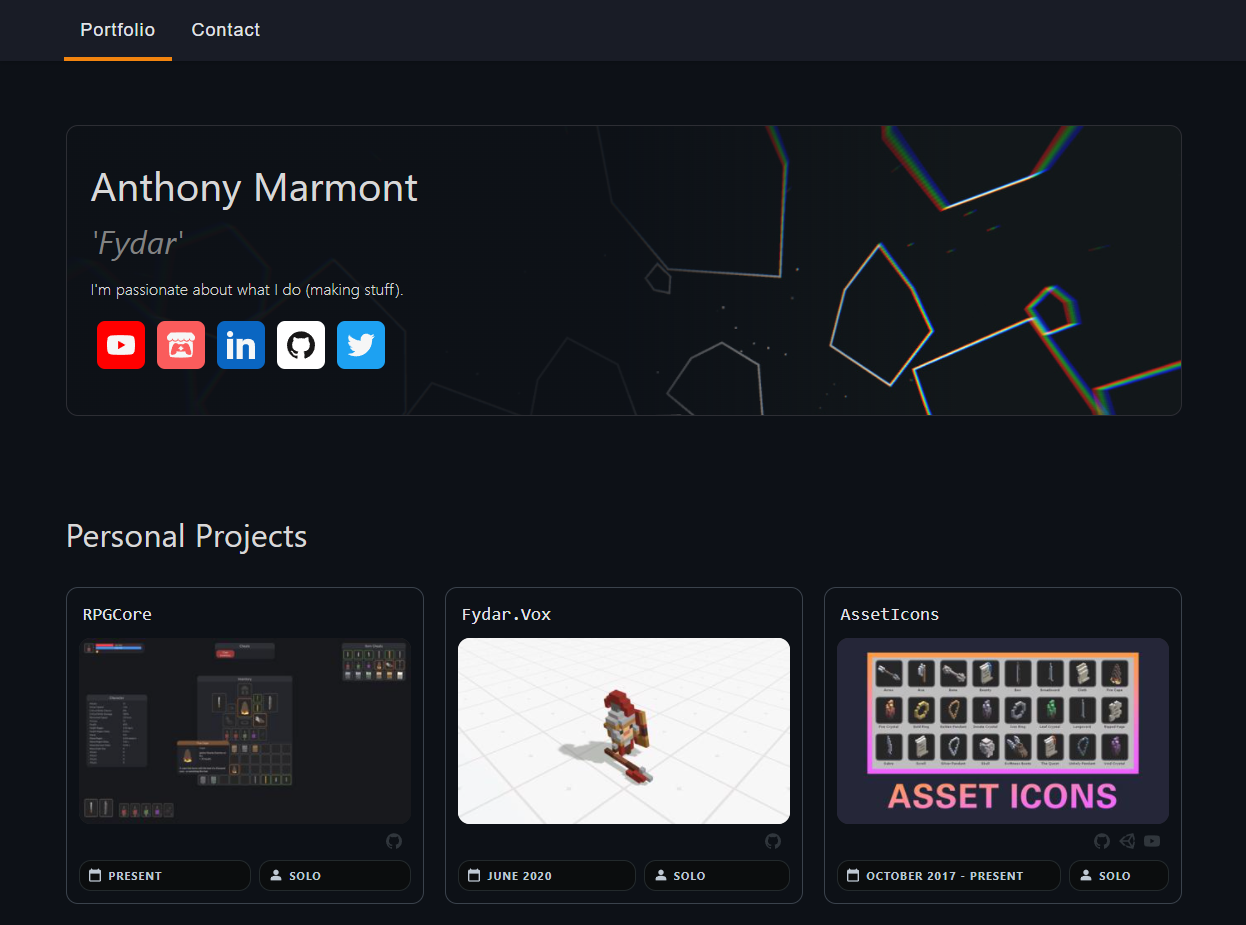 Portfolio Contact
Anthony Marmont
'Fydar'
I'm passionate about what I do (making stuff).
in
Personal Projects
RPGCore
Fydar.Vox
AssetIcons
ASSET ICONS
PRESENT
SOLO
JUNE 2020
SOLO
OCTOBER 2017 - PRESENT
SOLO